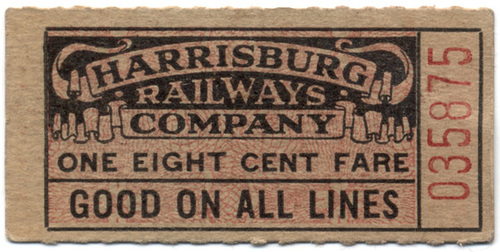 HARRISBURG
RAILWAYS
COMPANY
ONE EIGHT CENT FARE
GOOD ON ALL LINES
035875